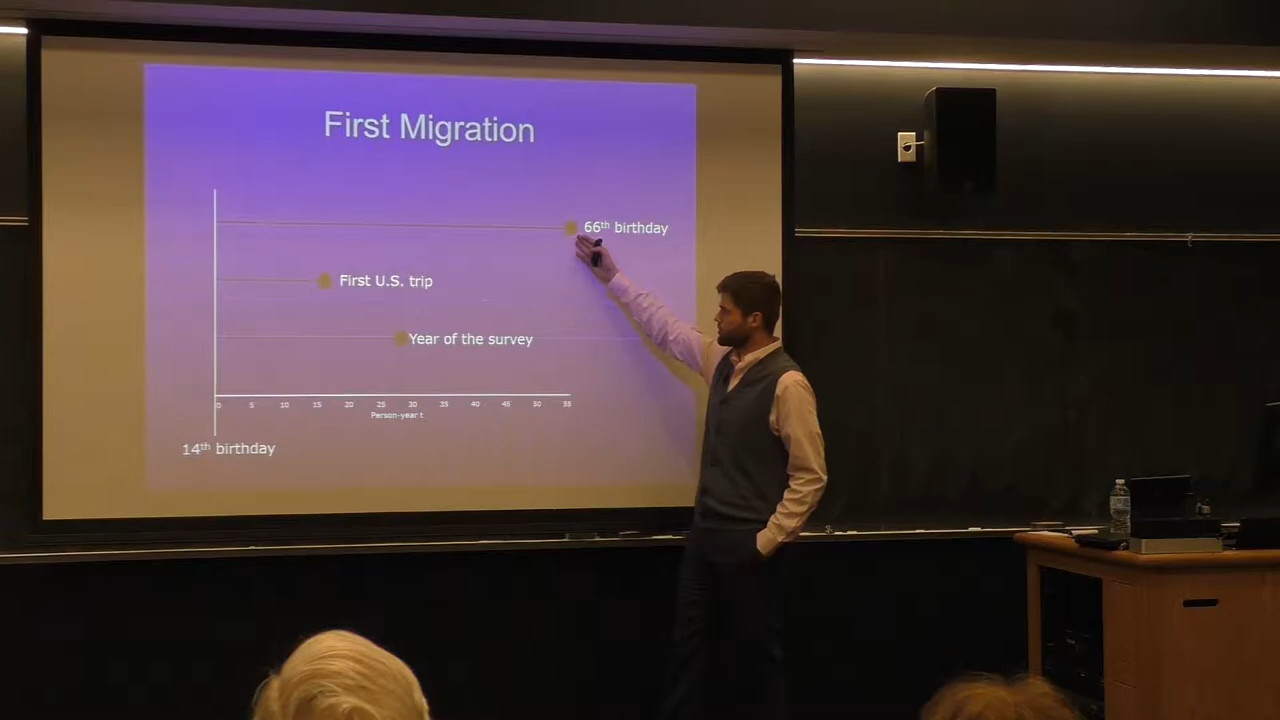 First Migration
66th birthday
First U.S. trip
Year of the survey
0 5 10 15 20 25 30 35 40 45 50 55
Person-year t
14th birthday